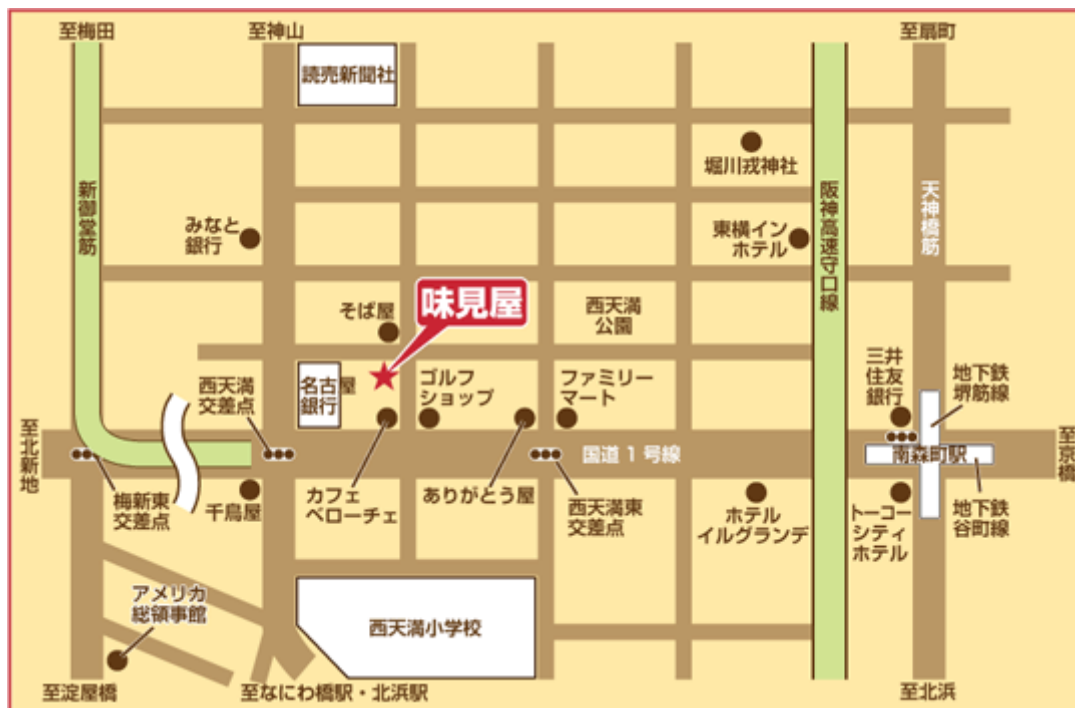 至梅田
至神山
至扇町
読売新聞社
堀川戎神社
新御堂筋
阪神高速守口線
天神橋筋
みなと
銀行
東横イン
ホテル
味見屋
そば屋
西天満
公園
西天満
交差点
名古屋
銀行
ゴルフ
ショップ
ファミリー
マート
三井
住友
銀行
地下鉄
堺筋線
至北新地
国道1号線
南森町駅
至京橋
梅新東
交差点
千鳥屋
カフェ
ベローチェ
ありがとう屋
西天満東
交差点
ホテル
イルグランデ
トーコー
シティ
ホテル
地下鉄
谷町線
アメリカ
総領事館
西天満小学校
至淀屋橋
至なにわ橋駅・北浜駅
至北浜